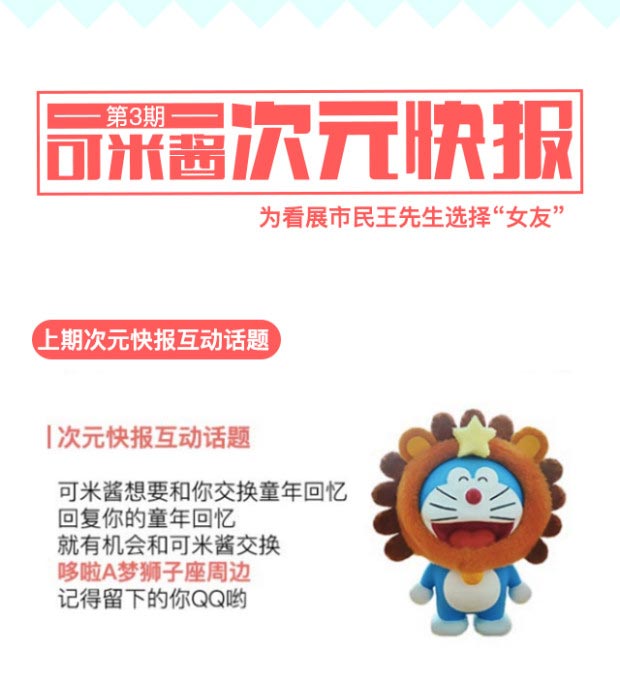 第3期
可米酱次元快报
为看展市民王先生选择“女友”
上期次元快报互动话题
次元快报互动话题
可米酱想要和你交换童年回忆
回复你的童年回忆
就有机会和可米酱交换
哆啦A梦狮子座周边
记得留下的你QQ哟